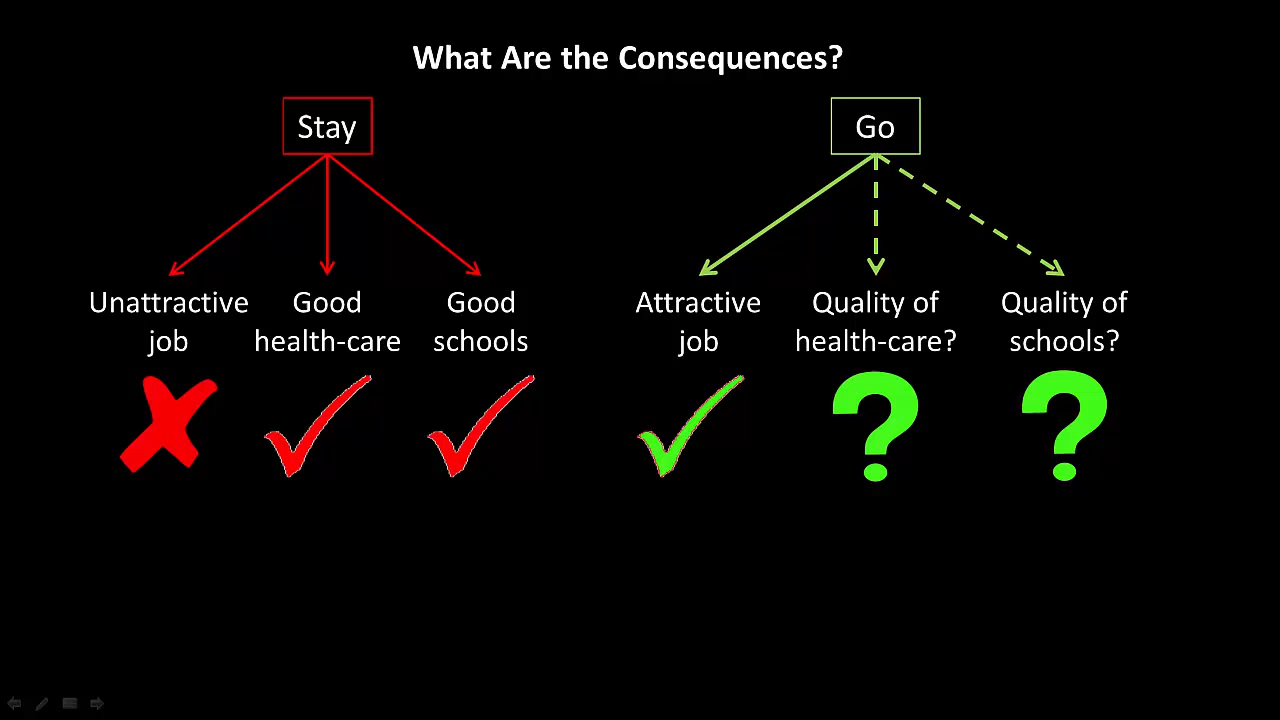 What Are the Consequences?
Stay
Go
Unattractive
job
Good
health-care
Good
schools
Attractive
job
Quality of
health-care?
Quality of
schools?